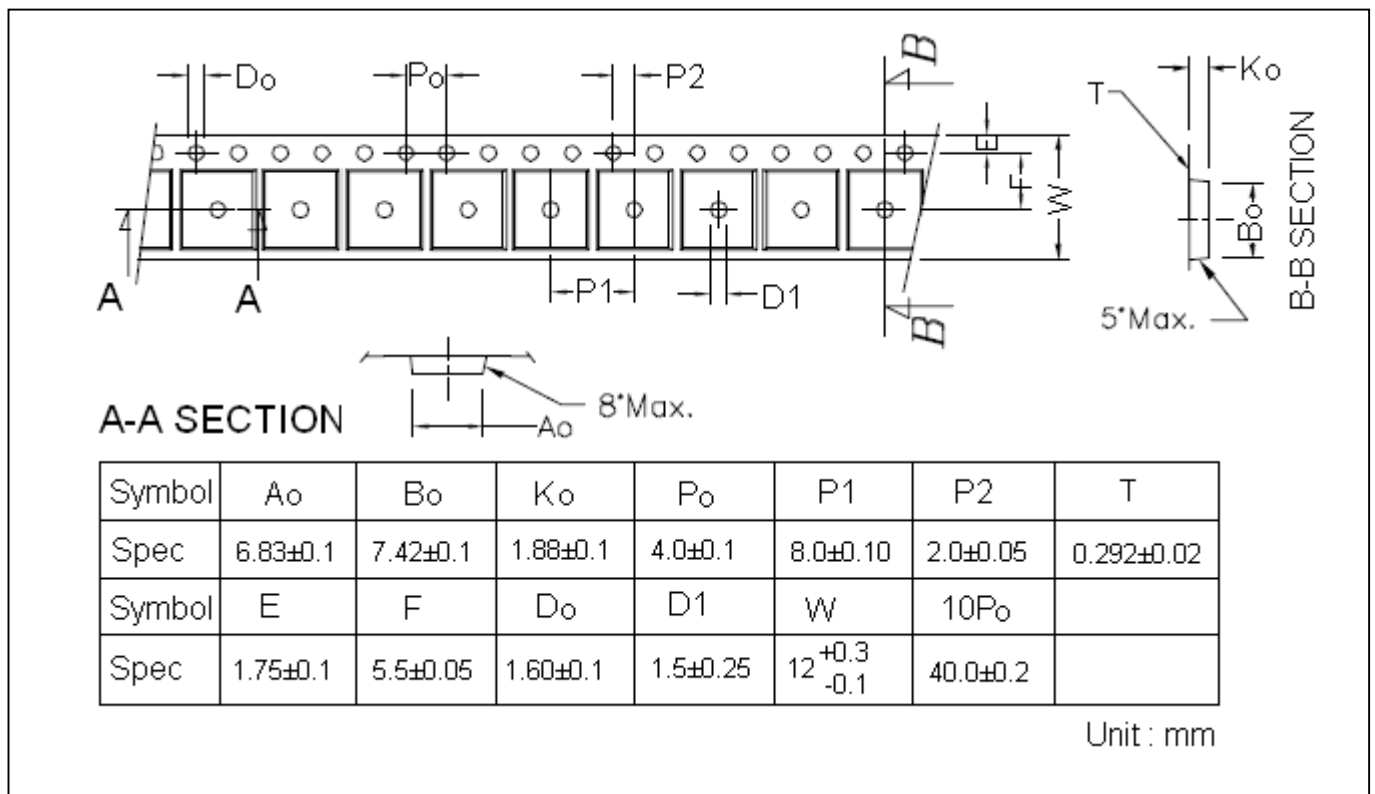 Do
Po
P2
B
Ko
T
E
F
W
Bo
B-B SECTION
A
A
P1
D1
B
5°Max.
8°Max.
A-A SECTION
Ao
Symbol Ao Bo Ko Po P1 P2 T
Spec 6.83±0.1 7.42±0.1 1.88±0.1 4.0±0.1 8.0±0.10 2.0±0.05 0.292±0.02
Symbol E F Do D1 W 10Po
Spec 1.75±0.1 5.5±0.05 1.60±0.1 1.5±0.25 12 +0.3 -0.1 40.0±0.2
Unit : mm